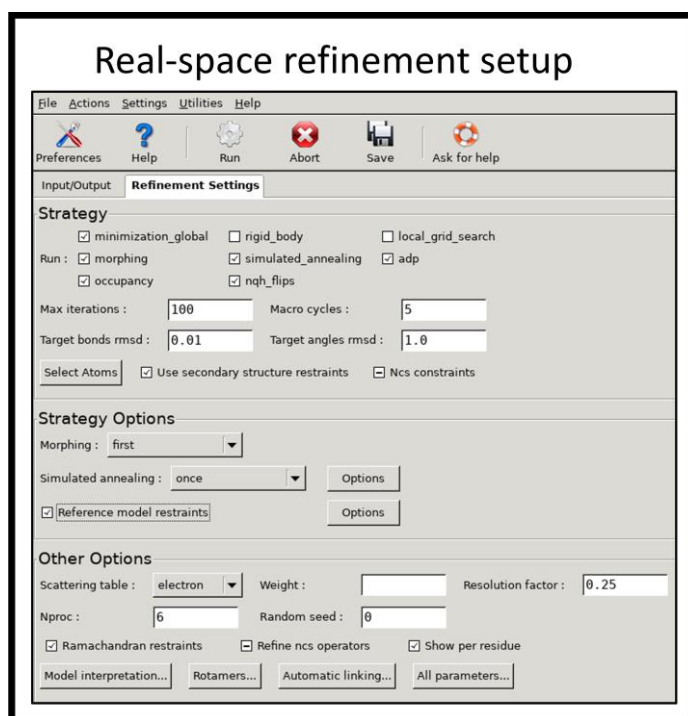 Real-space refinement setup
File Actions Settings Utilities Help
Preferences Help Run Abort Save Ask for help
Input/Output Refinement Settings
Strategy
minimization_global rigid_body local_grid_search
Run : morphing simulated_annealing adp
occupancy nqh_flips
Max iterations : 100 Macro cycles : 5
Target bonds rmsd : 0.01 Target angles rmsd : 1.0
Select Atoms Use secondary structure restraints Ncs constraints
Strategy Options
Morphing : first
Simulated annealing : once Options
Reference model restraints Options
Other Options
Scattering table : electron Weight : Resolution factor : 0.25
Nproc : 6 Random seed : 0
Ramachandran restraints Refine ncs operators Show per residue
Model interpretation... Rotamers... Automatic linking... All parameters...